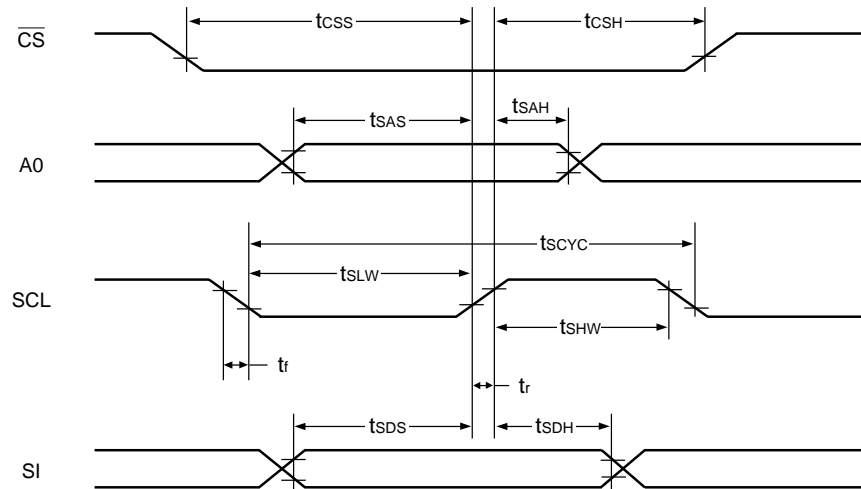 tCSS
tCSH
CS
tSAS
tSAH
A0
tSCYC
tSLW
SCL
tSHW
tf
tr
tSDS
tSDH
SI